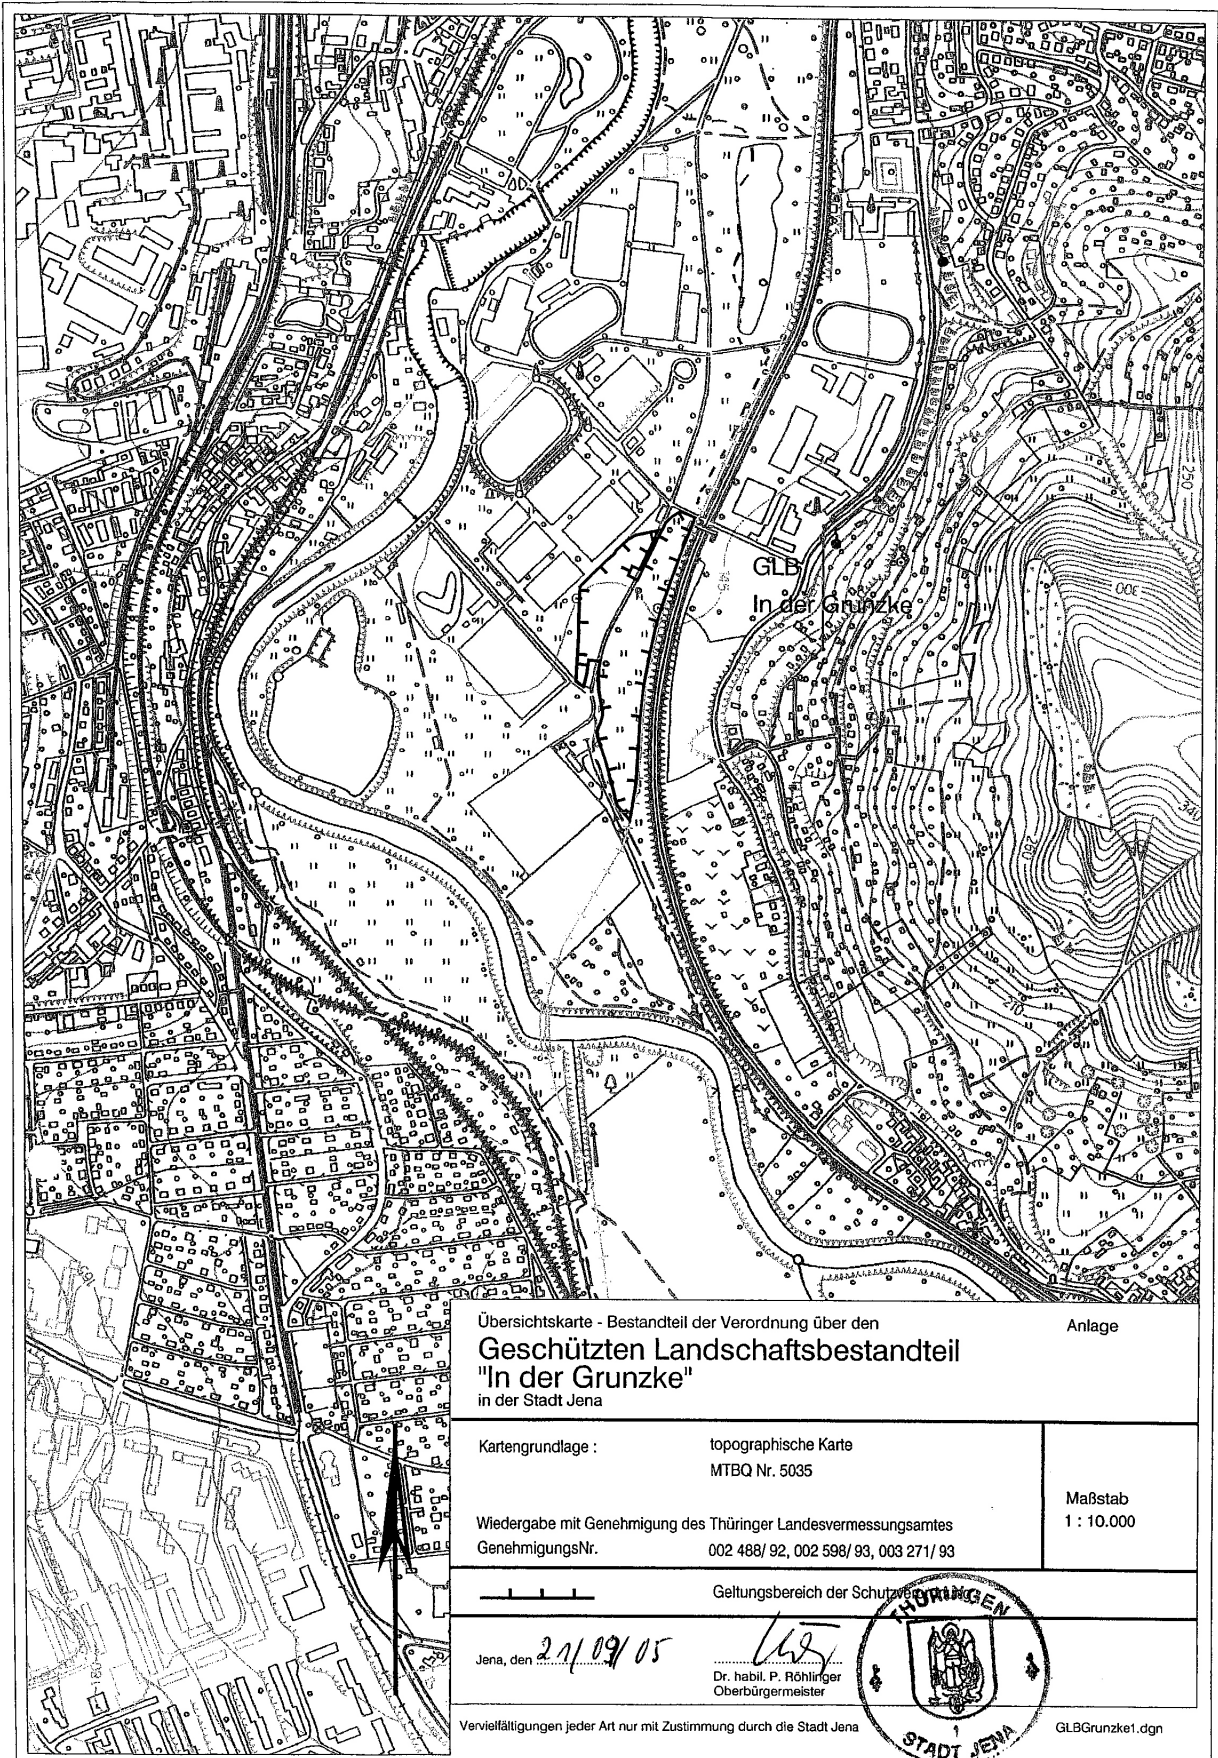 250
300
GLB
In der Grunzke
260
340
210
Übersichtskarte - Bestandteil der Verordnung über den
Anlage
Geschützten Landschaftsbestandteil
"In der Grunzke"
in der Stadt Jena
Kartengrundlage :
topographische Karte
MTBQ Nr. 5035
Maßstab
1 : 10.000
Wiedergabe mit Genehmigung des Thüringer Landesvermessungsamtes
GenehmigungsNr.
002 488/ 92, 002 598/ 93, 003 271/ 93
Geltungsbereich der
THÜRINGEN
Jena, den 21/09/05
Dr. habil. P. Röhlinger
Oberbürgermeister
1
STADT JENA
Vervielfältigungen jeder Art nur mit Zustimmung durch die Stadt Jena
GLBGrunzke1.dgn